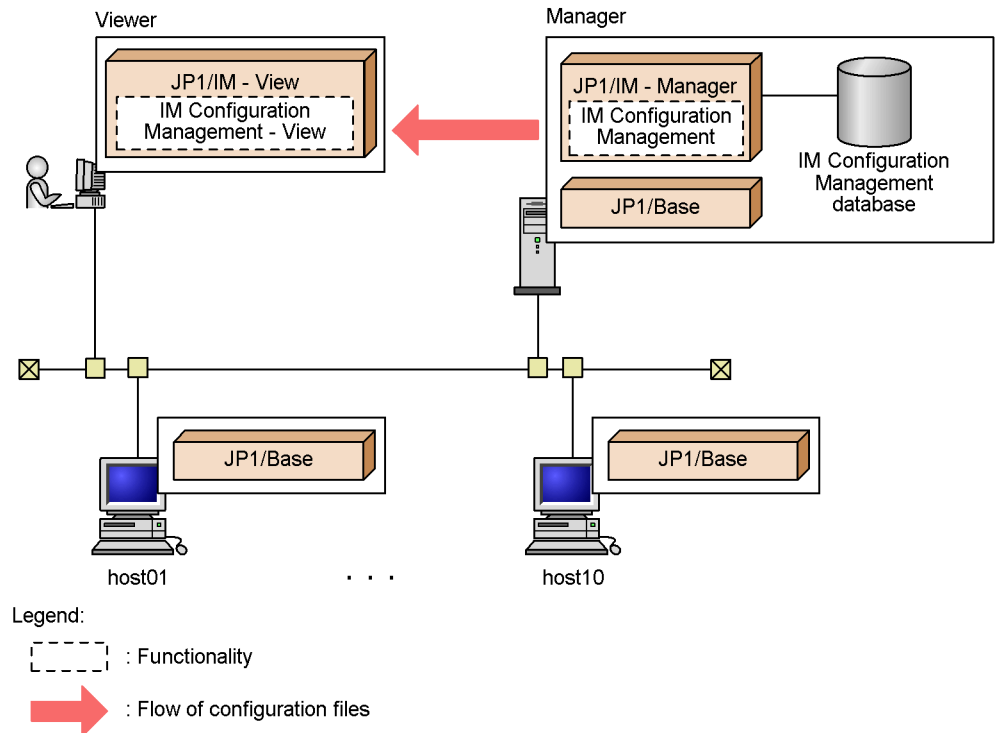 Viewer
Manager
JP1/IM - View
IM Configuration
Management - View
JP1/IM - Manager
IM Configuration
Management
IM Configuration
Management
database
JP1/Base
JP1/Base
JP1/Base
host01
. . .
host10
Legend:
: Functionality
: Flow of configuration files